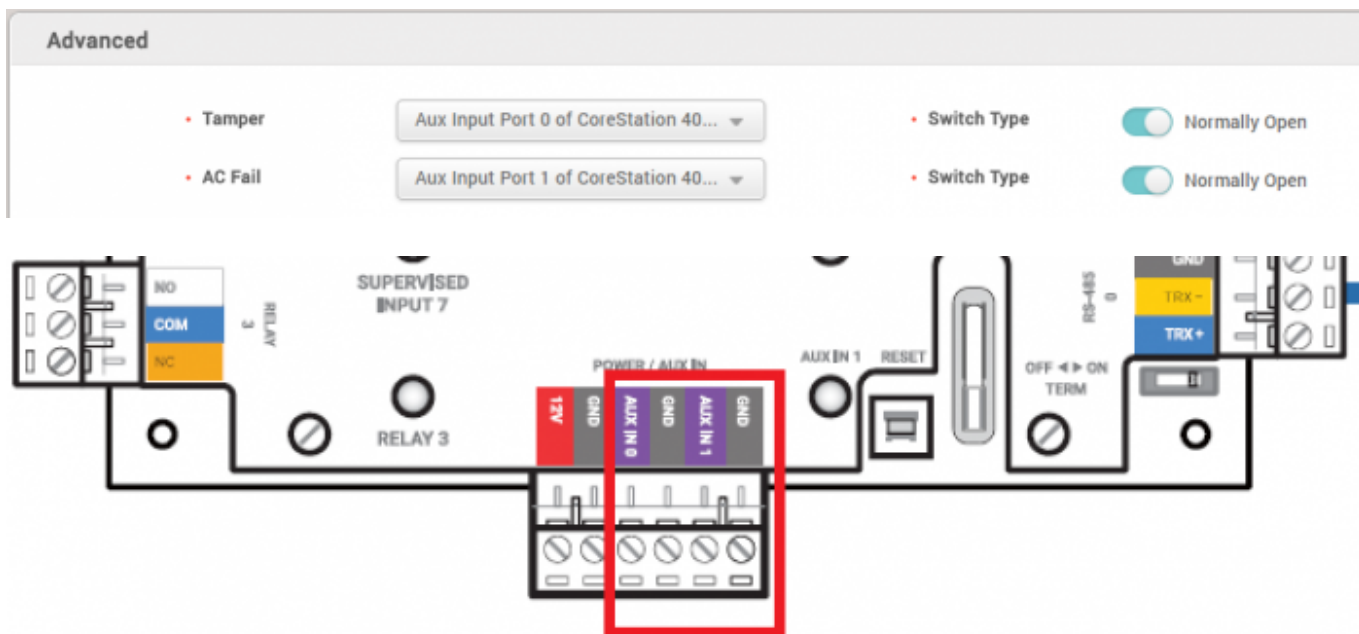 Advanced
Tamper
Aux Input Port 0 of CoreStation 40...
Switch Type
Normally Open
AC Fail
Aux Input Port 1 of CoreStation 40...
Switch Type
Normally Open
NO
COM
NC
RELAY
3
SUPERVISED
INPUT 7
RELAY 3
POWER / AUX IN
12V
GND
AUX IN 0
GND
AUX IN 1
GND
AUX IN 1
RESET
OFF ◄► ON
TERM
RS-485
0
GND
TRX -
TRX +